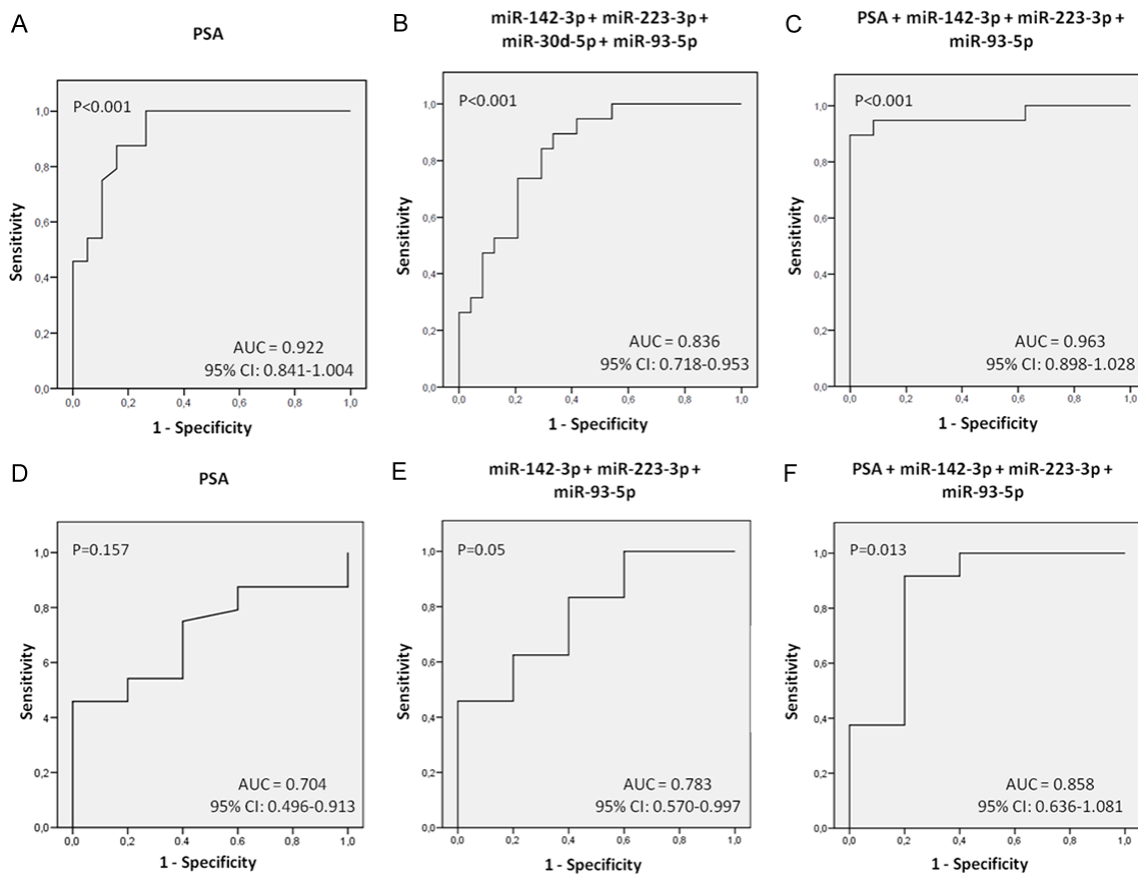 A
PSA
P<0.001
1,0
0,8
0,6
0,4
0,2
0,0
Sensitivity
AUC = 0.922
95% CI: 0.841-1.004
0,0 0,2 0,4 0,6 0,8 1,0
1 - Specificity
B
miR-142-3p + miR-223-3p +
miR-30d-5p + miR-93-5p
P<0.001
1,0
0,8
0,6
0,4
0,2
0,0
Sensitivity
AUC = 0.836
95% CI: 0.718-0.953
0,0 0,2 0,4 0,6 0,8 1,0
1 - Specificity
C
PSA + miR-142-3p + miR-223-3p +
miR-93-5p
P<0.001
1,0
0,8
0,6
0,4
0,2
0,0
Sensitivity
AUC = 0.963
95% CI: 0.898-1.028
0,0 0,2 0,4 0,6 0,8 1,0
1 - Specificity
D
PSA
P=0.157
1,0
0,8
6
4
0,2
0,0
Sensitivity
AUC = 0.704
95% CI: 0.496-0.913
0,0 0,2 0,4 0,6 0,8 1,0
1 - Specificity
E
miR-142-3p + miR-223-3p +
miR-93-5p
P=0.05
1,0
0,8
0,6
0,4
0,2
0,0
Sensitivity
AUC = 0.783
95% CI: 0.570-0.997
0,0 0,2 0,4 0,6 0,8 1,0
1 - Specificity
F
PSA + miR-142-3p + miR-223-3p +
miR-93-5p
P=0.013
1,0
0,8
0,6
0,4
0,2
0,0
Sensitivity
AUC = 0.858
95% CI: 0.636-1.081
0,0 0,2 0,4 0,6 0,8 1,0
1 - Specificity